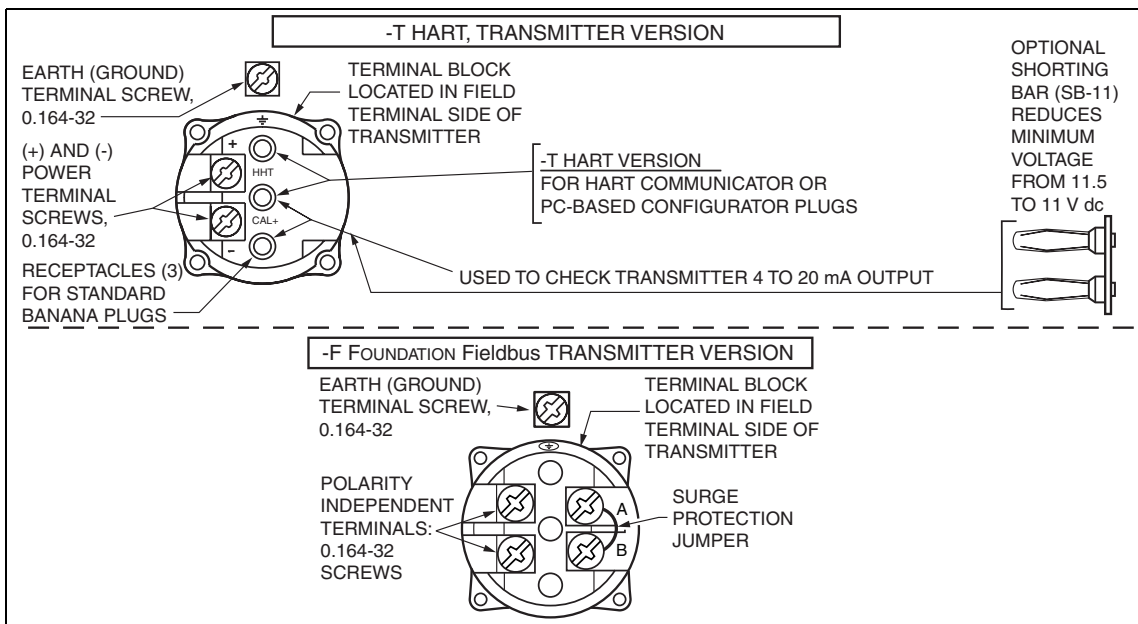 -T HART, TRANSMITTER VERSION
EARTH (GROUND)
TERMINAL SCREW,
0.164-32
TERMINAL BLOCK
LOCATED IN FIELD
TERMINAL SIDE OF
TRANSMITTER
OPTIONAL
SHORTING
BAR (SB-11)
REDUCES
MINIMUM
VOLTAGE
FROM 11.5
TO 11 V dc
(+) AND (-)
POWER
TERMINAL
SCREWS,
0.164-32
+
HHT
CAL+
–
-T HART VERSION
FOR HART COMMUNICATOR OR
PC-BASED CONFIGURATOR PLUGS
RECEPTACLES (3)
FOR STANDARD
BANANA PLUGS
USED TO CHECK TRANSMITTER 4 TO 20 mA OUTPUT
-F FOUNDATION Fieldbus TRANSMITTER VERSION
EARTH (GROUND)
TERMINAL SCREW,
0.164-32
TERMINAL BLOCK
LOCATED IN FIELD
TERMINAL SIDE OF
TRANSMITTER
POLARITY
INDEPENDENT
TERMINALS:
0.164-32
SCREWS
A
B
SURGE
PROTECTION
JUMPER